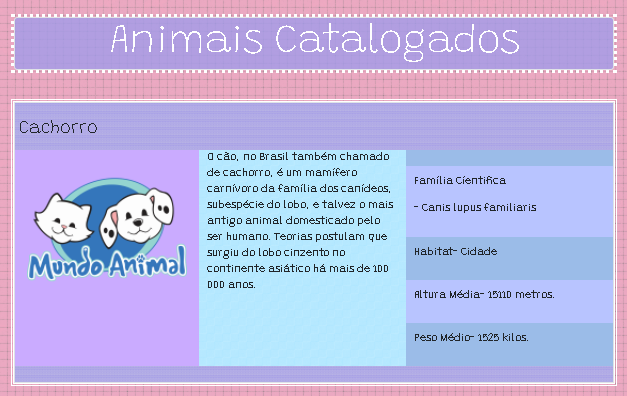 Animais Catalogados
Cachorro
Mundo Animal
O cão, no Brasil também chamado
de cachorro, é um mamífero
carnívoro da família dos canídeos,
subespécie do lobo, e talvez o mais
antigo animal domesticado pelo
ser humano. Teorias postulam que
surgiu do lobo cinzento no
continente asiático há mais de 100
000 anos.
Família Científica
- Canis lupus familiaris
Habitat- Cidade
Altura Média- 15110 metros.
Peso Médio- 1525 kilos.